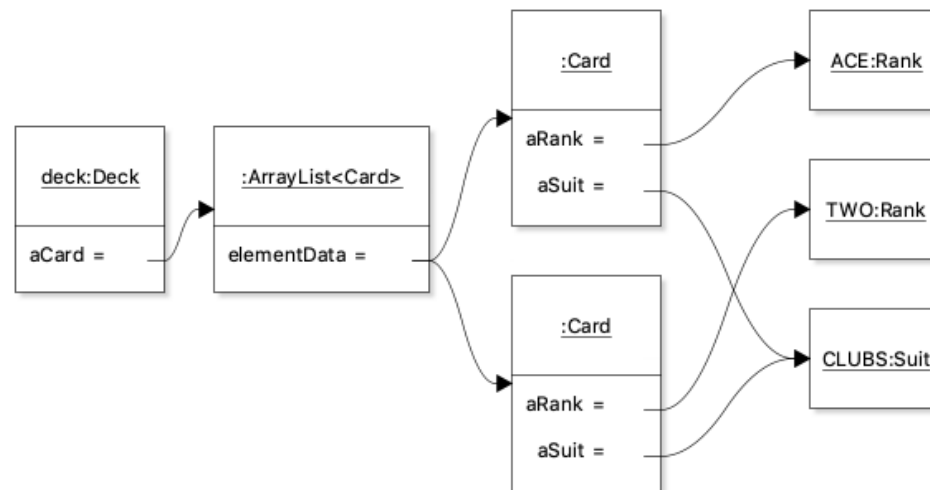 deck:Deck
aCard =
:ArrayList<Card>
elementData =
:Card
aRank =
aSuit =
:Card
aRank =
aSuit =
ACE:Rank
TWO:Rank
CLUBS:Suit